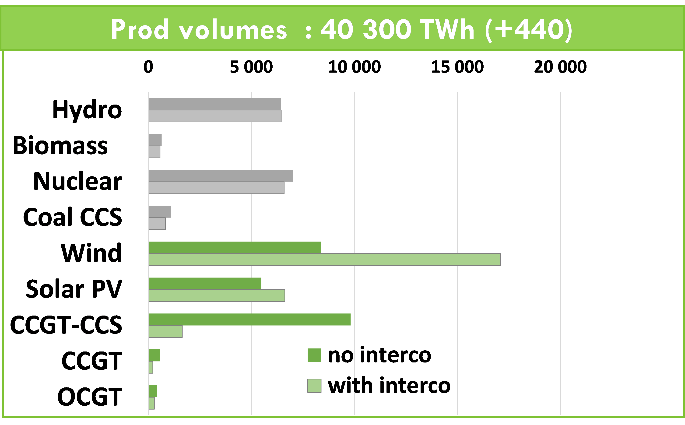 Prod volumes : 40 300 TWh (+440)
0 5 000 10 000 15 000 20 000
Hydro
Biomass
Nuclear
Coal CCS
Wind
Solar PV
CCGT-CCS
CCGT
OCGT
no interco
with interco